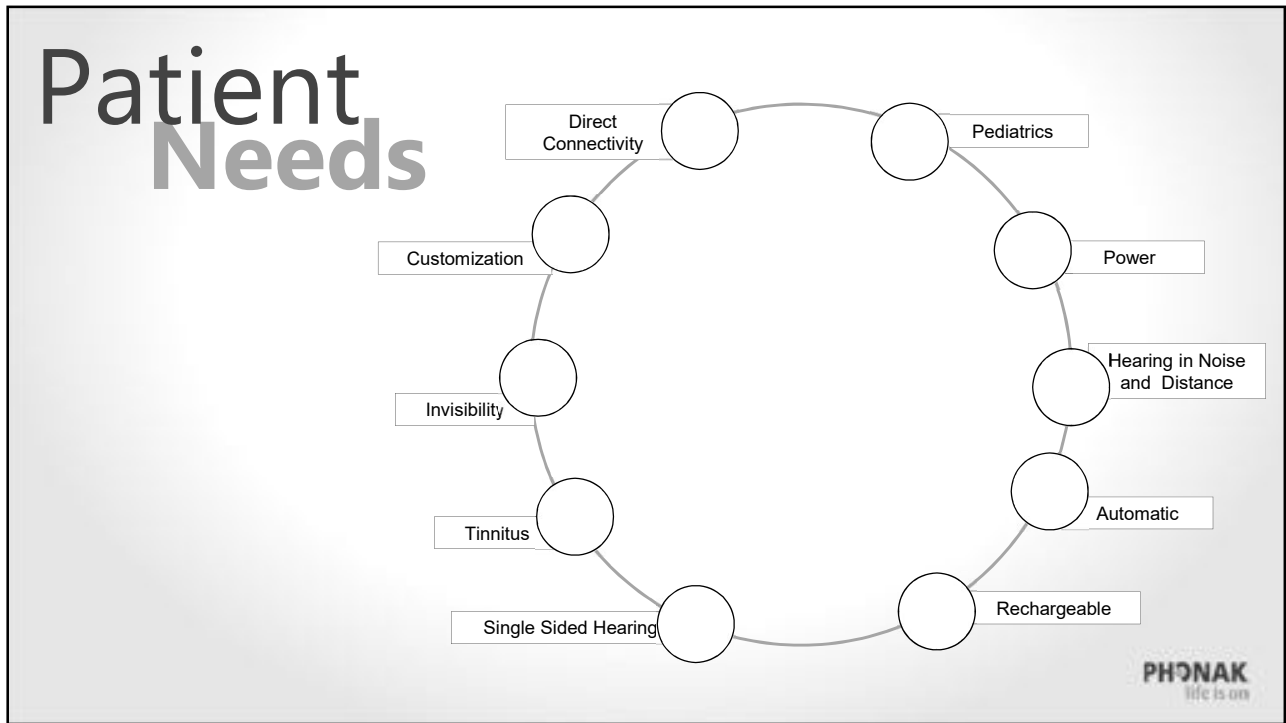 Patient
Needs
Direct
Connectivity
Pediatrics
Customization
Power
Invisibility
Hearing in Noise
and Distance
Tinnitus
Automatic
Single Sided Hearing
Rechargeable
PHONAK
life is on